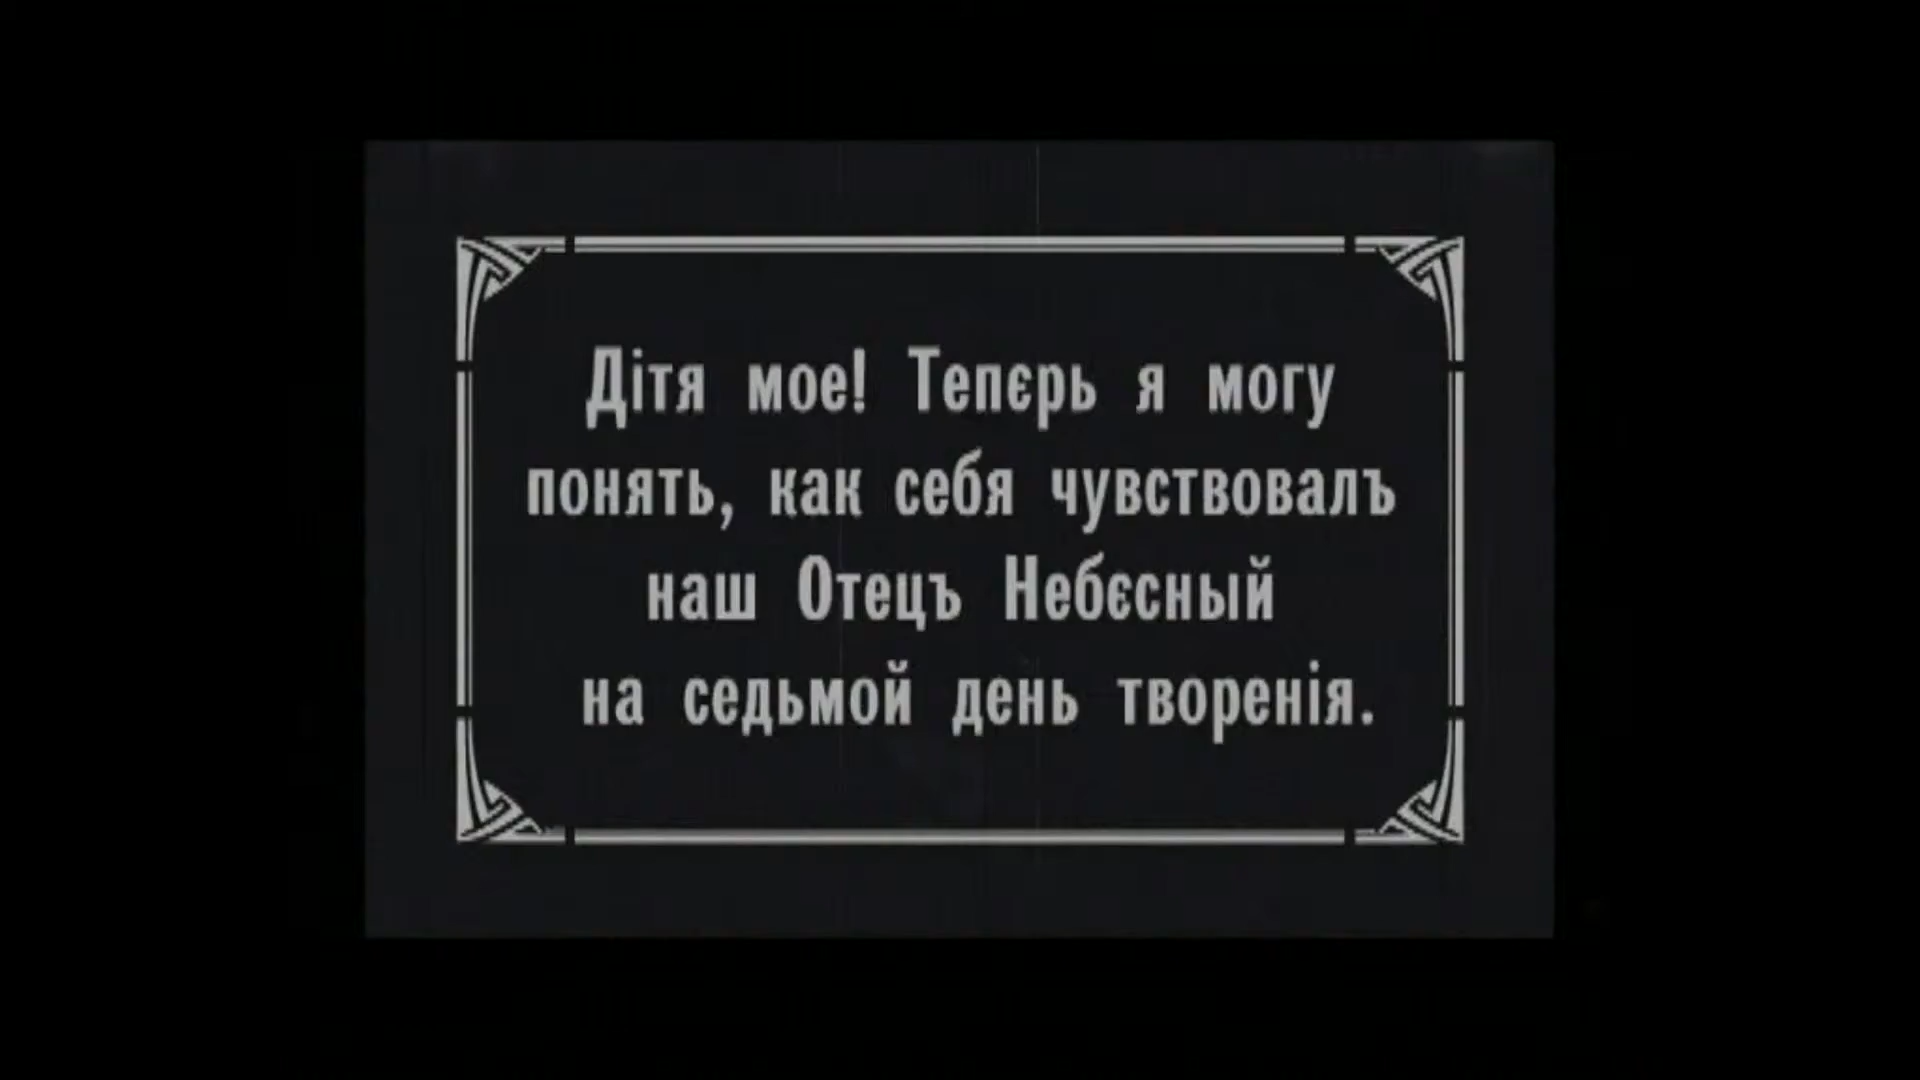 Дітя мое! Тепєрь я могу
понять, как себя чувствовалъ
наш Отецъ Небєсный
на седьмой день творенія.